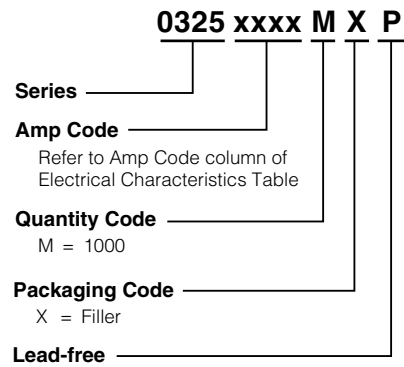 0325 xxxx M X P
Series
Amp Code
Refer to Amp Code column of
Electrical Characteristics Table
Quantity Code
M = 1000
Packaging Code
X = Filler
Lead-free